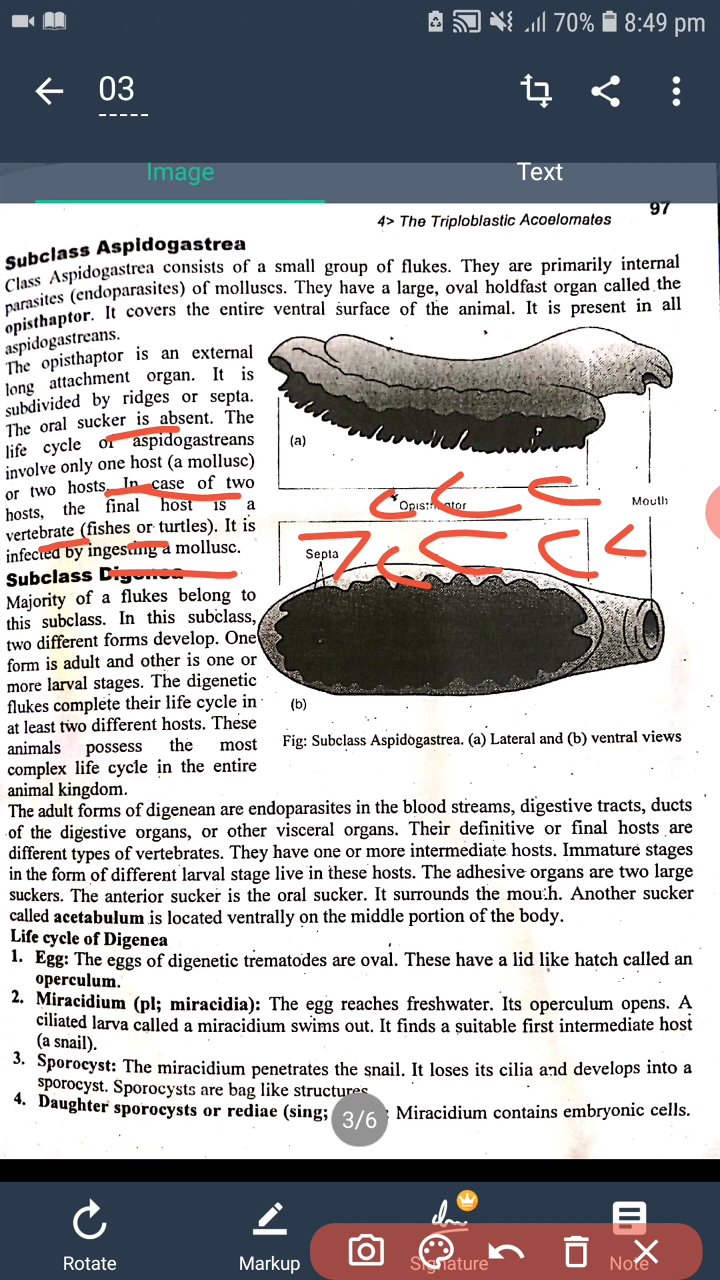 70% 8:49 pm
03
Image Text
4> The Triploblastic Acoelomates 97
Subclass Aspidogastrea
Class Aspidogastrea consists of a small group of flukes. They are primarily internal
parasites (endoparasites) of molluscs. They have a large, oval holdfast organ called the
opisthaptor. It covers the entire ventral surface of the animal. It is present in all
aspidogastreans.
The opisthaptor is an external
long attachment organ. It is
subdivided by ridges or septa.
The oral sucker is absent. The
life cycle of aspidogastreans
involve only one host (a mollusc)
or two hosts. In case of two
hosts, the final host is a
vertebrate (fishes or turtles). It is
infected by ingesting a mollusc.
(a)
Mouth
Septa
(b)
Fig: Subclass Aspidogastrea. (a) Lateral and (b) ventral views
Subclass Digenea
Majority of a flukes belong to
this subclass. In this subclass,
two different forms develop. One
form is adult and other is one or
more larval stages. The digenetic
flukes complete their life cycle in
at least two different hosts. These
animals possess the most
complex life cycle in the entire
animal kingdom.
The adult forms of digenean are endoparasites in the blood streams, digestive tracts, ducts
of the digestive organs, or other visceral organs. Their definitive or final hosts are
different types of vertebrates. They have one or more intermediate hosts. Immature stages
in the form of different larval stage live in these hosts. The adhesive organs are two large
suckers. The anterior sucker is the oral sucker. It surrounds the mouth. Another sucker
called acetabulum is located ventrally on the middle portion of the body.
Life cycle of Digenea
1. Egg: The eggs of digenetic trematodes are oval. These have a lid like hatch called an
operculum.
2. Miracidium (pl; miracidia): The egg reaches freshwater. Its operculum opens. A
ciliated larva called a miracidium swims out. It finds a suitable first intermediate host
(a snail).
3. Sporocyst: The miracidium penetrates the snail. It loses its cilia and develops into a
sporocyst. Sporocysts are bag like structures
4. Daughter sporocysts or rediae (sing; Miracidium contains embryonic cells.
3/6
Rotate Markup Signature Note